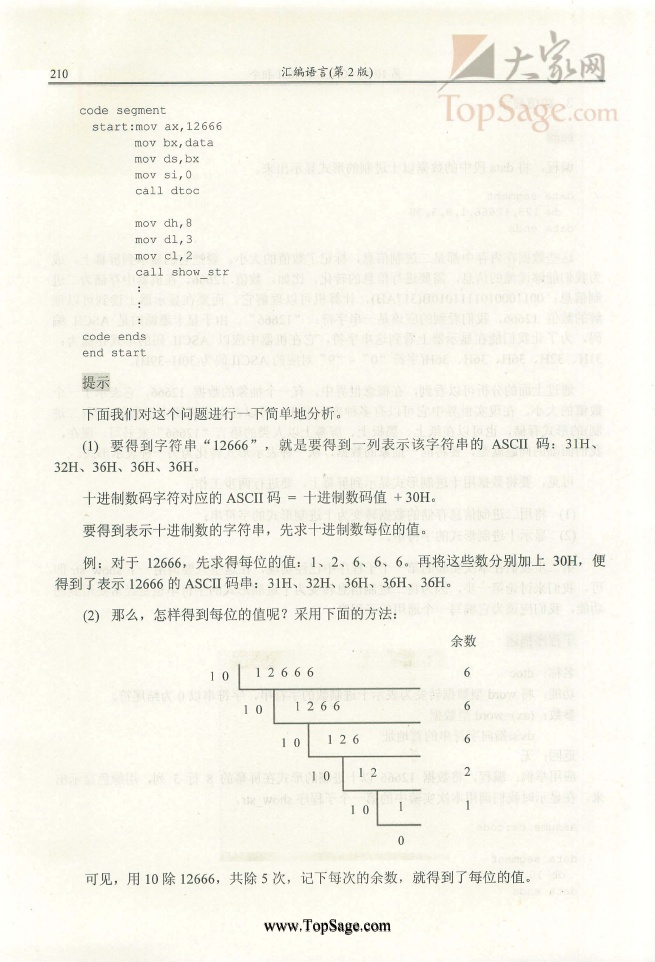 大家网
TopSage.com
210
汇编语言(第 2 版)
code segment
start:mov ax,12666
mov bx,data
mov ds,bx
mov si,0
call dtoc
mov dh,8
mov dl,3
mov cl,2
call show_str
:
:
:
code ends
end start
提示
下面我们对这个问题进行一下简单地分析。
(1) 要得到字符串“12666”，就是要得到一列表示该字符串的 ASCII 码：31H、
32H、36H、36H、36H。
十进制数码字符对应的 ASCII 码 = 十进制数码值 + 30H。
要得到表示十进制数的字符串，先求十进制数每位的值。
例：对于 12666，先求得每位的值：1、2、6、6、6。再将这些数分别加上 30H，便
得到了表示 12666 的 ASCII 码串：31H、32H、36H、36H、36H。
(2) 那么，怎样得到每位的值呢？采用下面的方法：
余数
10 12666 6
10 1266 6
10 126 6
10 12 2
10 1 1
0
可见，用 10 除 12666，共除 5 次，记下每次的余数，就得到了每位的值。
www.TopSage.com